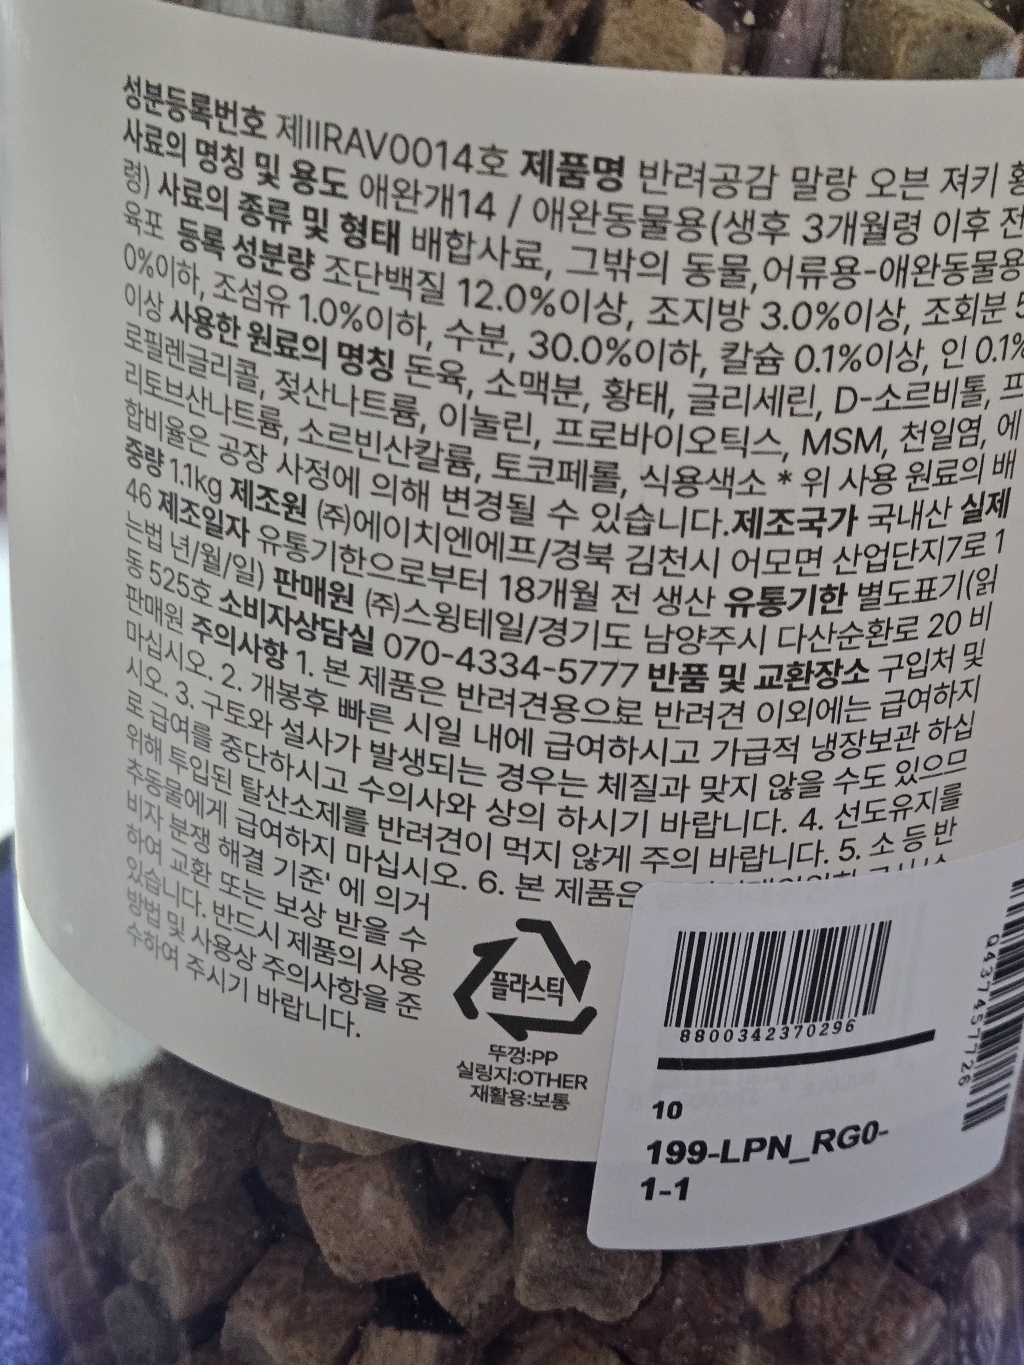 성분등록번호 제IIRAV0014호 제품명 반려공감 말랑 오븐 져키 황
사료의 명칭 및 용도 애완개14 / 애완동물용(생후 3개월령 이후 전
령) 사료의 종류 및 형태 배합사료, 그밖의 동물,어류용-애완동물용
육포 등록 성분량 조단백질 12.0%이상, 조지방 3.0%이상, 조회분 5
0%이하, 조섬유 1.0%이하, 수분, 30.0%이하, 칼슘 0.1%이상, 인 0.1%
이상 사용한 원료의 명칭 돈육, 소맥분, 황태, 글리세린, D-소르비톨, 프
로필렌글리콜, 젖산나트륨, 이눌린, 프로바이오틱스, MSM, 천일염, 에
리토브산나트륨, 소르빈산칼륨, 토코페롤, 식용색소 * 위 사용 원료의 배
합비율은 공장 사정에 의해 변경될 수 있습니다.제조국가 국내산 실제
중량 1.1kg 제조원 (주)에이치엔에프/경북 김천시 어모면 산업단지7로 1
46 제조일자 유통기한으로부터 18개월 전 생산 유통기한 별도표기(읽
는법 년/월/일) 판매원 (주)스윙테일/경기도 남양주시 다산순환로 20 비
동 525호 소비자상담실 070-4334-5777 반품 및 교환장소 구입처 및
판매원 주의사항 1. 본 제품은 반려견용으로 반려견 이외에는 급여하지
마십시오. 2. 개봉후 빠른 시일 내에 급여하시고 가급적 냉장보관 하십
시오. 3. 구토와 설사가 발생되는 경우는 체질과 맞지 않을 수도 있으므
로 급여를 중단하시고 수의사와 상의 하시기 바랍니다. 4. 선도유지를
위해 투입된 탈산소제를 반려견이 먹지 않게 주의 바랍니다. 5. 소 등 반
추동물에게 급여하지 마십시오. 6. 본 제품은
비자 분쟁 해결 기준' 에 의거
하여 교환 또는 보상 받을 수
있습니다. 반드시 제품의 사용
방법 및 사용상 주의사항을 준
수하여 주시기 바랍니다.
플라스틱
뚜껑:PP
실링지:OTHER
재활용:보통
8800342370296
10
199-LPN_RG0-
1-1
Q437457726